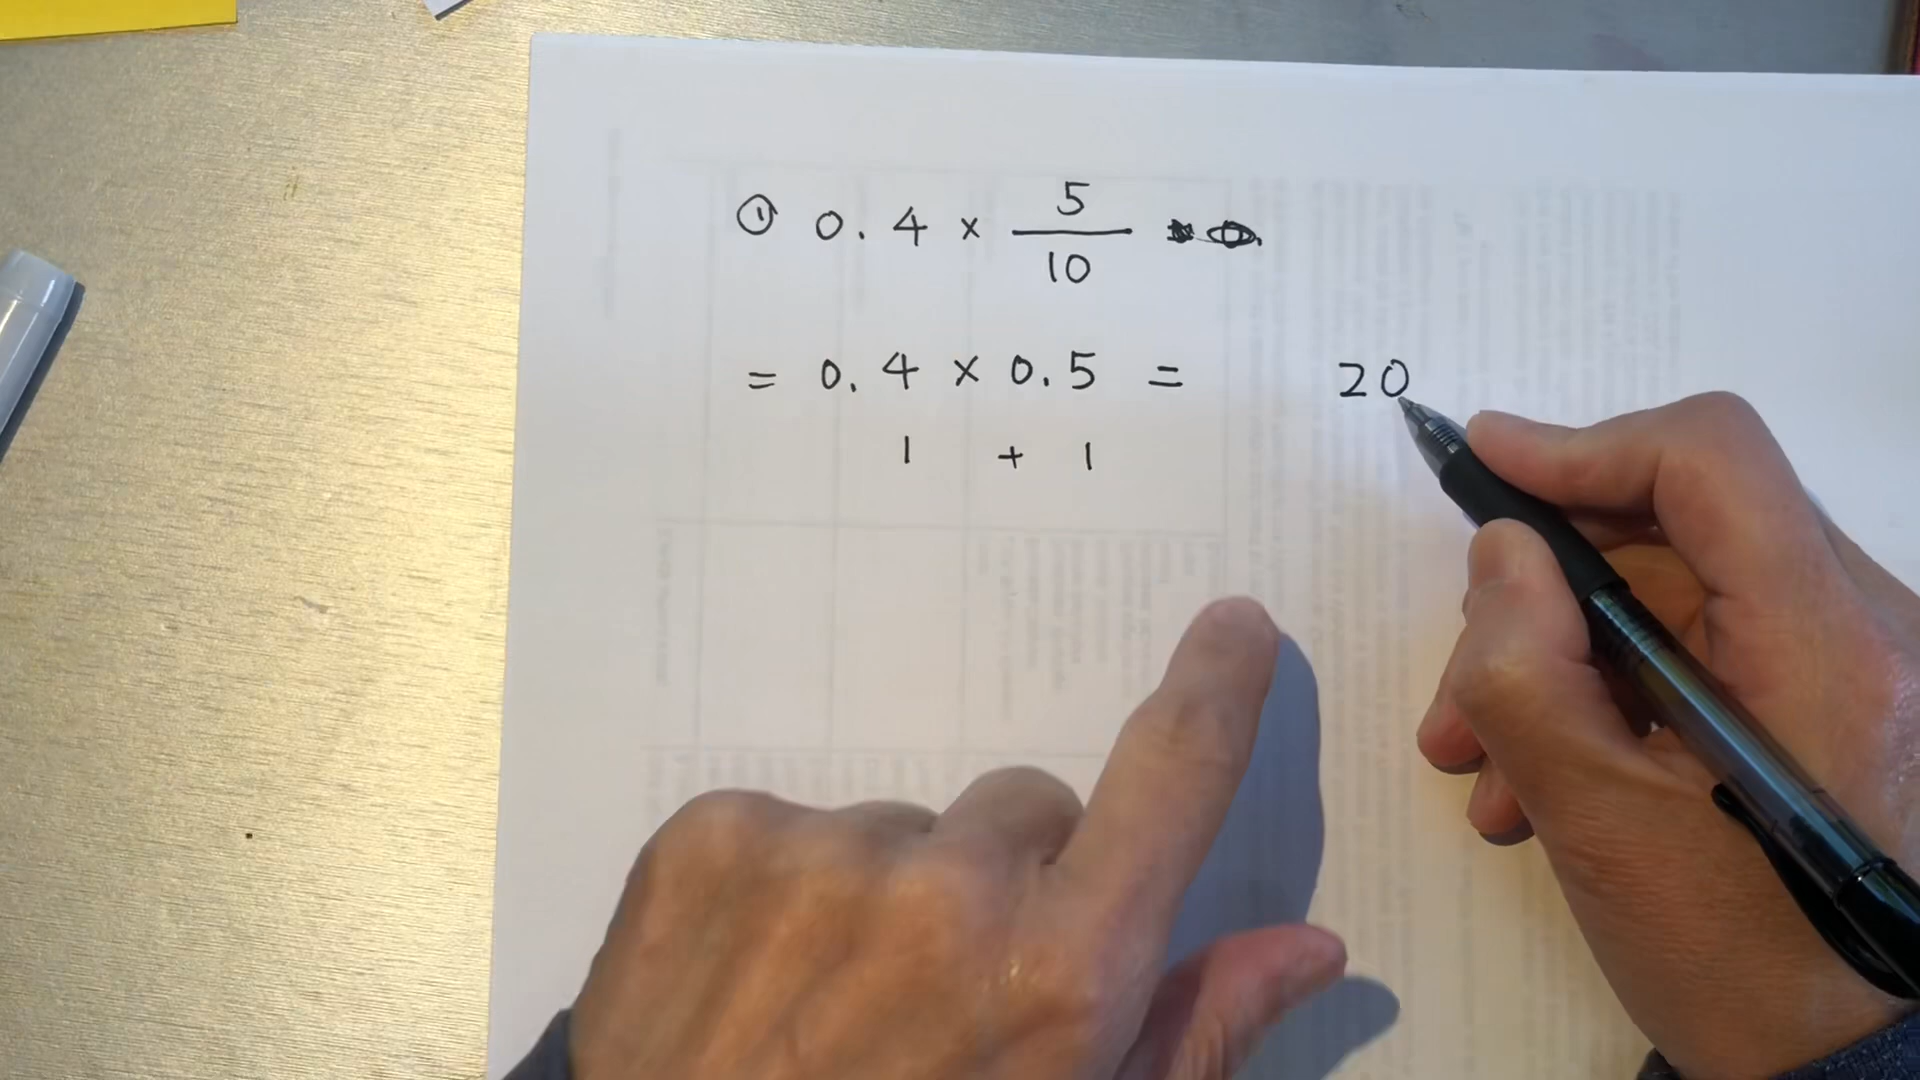 ① 0.4 × 5/10
= 0.4 × 0.5 = 20
1 + 1